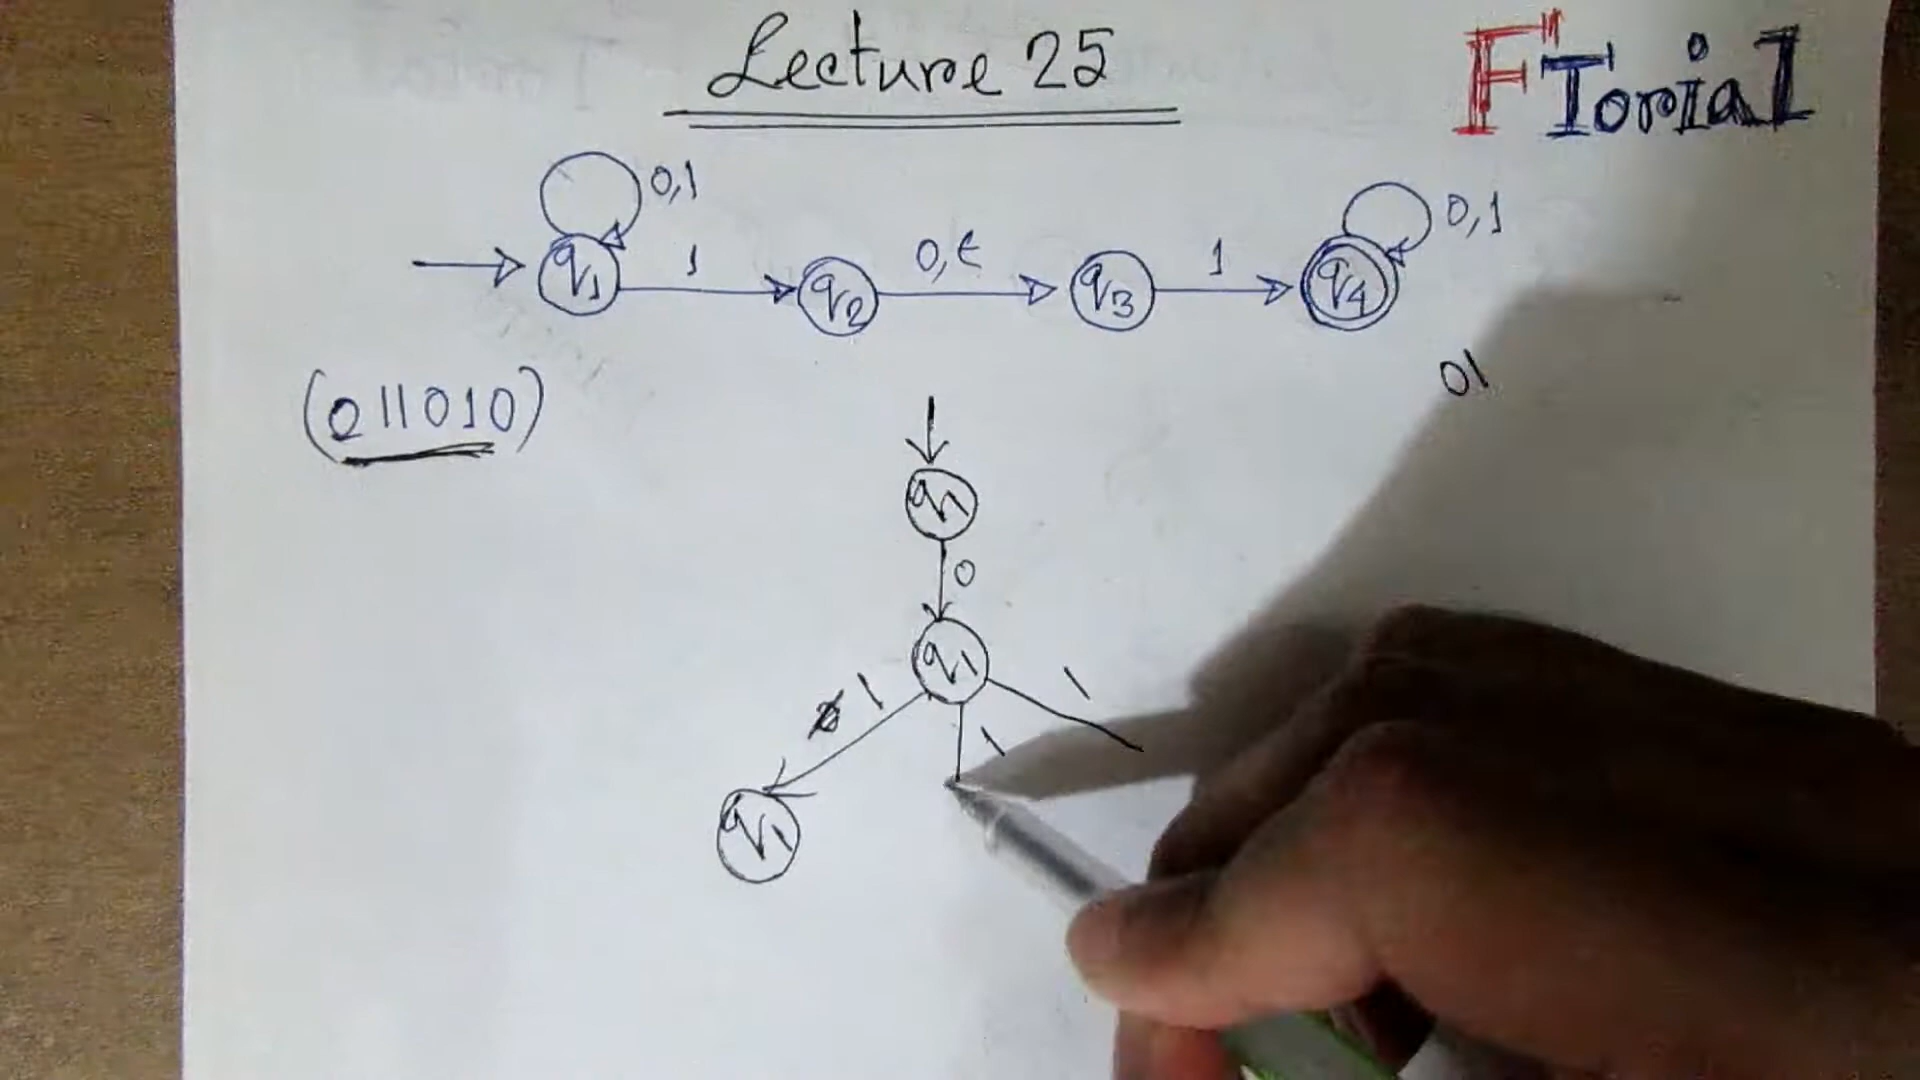 Lecture 25
FTorial
0,1
0,1
1
0,ϵ
1
q1
q2
q3
q4
(011010)
01
q1
0
q1
1
1
1
q1